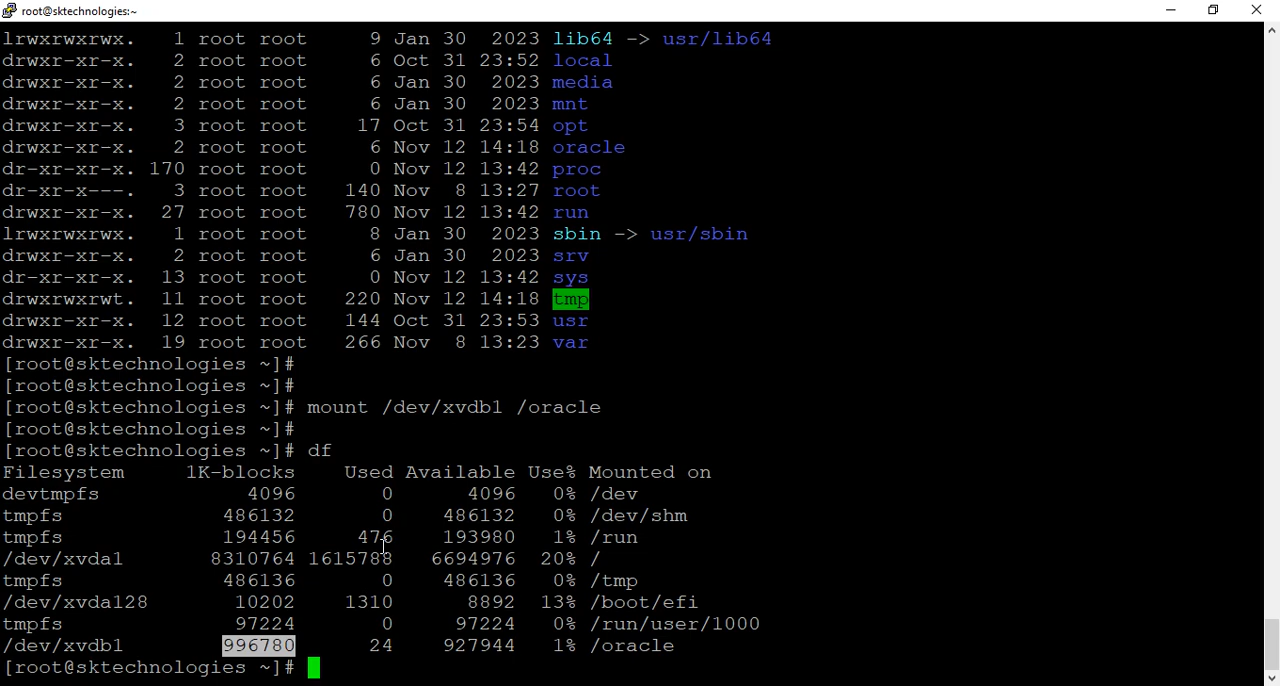 root@sktechnologies:~
lrwxrwxrwx.   1 root root      9 Jan 30  2023 lib64 -> usr/lib64
drwxr-xr-x.   2 root root      6 Oct 31 23:52 local
drwxr-xr-x.   2 root root      6 Jan 30  2023 media
drwxr-xr-x.   2 root root      6 Jan 30  2023 mnt
drwxr-xr-x.   3 root root     17 Oct 31 23:54 opt
drwxr-xr-x.   2 root root      6 Nov 12 14:18 oracle
dr-xr-xr-x. 170 root root      0 Nov 12 13:42 proc
dr-xr-x---.   3 root root    140 Nov  8 13:27 root
drwxr-xr-x.  27 root root    780 Nov 12 13:42 run
lrwxrwxrwx.   1 root root      8 Jan 30  2023 sbin -> usr/sbin
drwxr-xr-x.   2 root root      6 Jan 30  2023 srv
dr-xr-xr-x.  13 root root      0 Nov 12 13:42 sys
drwxrwxrwt.  11 root root    220 Nov 12 14:18 tmp
drwxr-xr-x.  12 root root    144 Oct 31 23:53 usr
drwxr-xr-x.  19 root root    266 Nov  8 13:23 var
[root@sktechnologies ~]#
[root@sktechnologies ~]#
[root@sktechnologies ~]# mount /dev/xvdb1 /oracle
[root@sktechnologies ~]#
[root@sktechnologies ~]# df
Filesystem     1K-blocks    Used Available Use% Mounted on
devtmpfs            4096       0      4096   0% /dev
tmpfs             486132       0    486132   0% /dev/shm
tmpfs             194456     476    193980   1% /run
/dev/xvda1       8310764 1615788   6694976  20% /
tmpfs             486136       0    486136   0% /tmp
/dev/xvda128       10202    1310      8892  13% /boot/efi
tmpfs              97224       0     97224   0% /run/user/1000
/dev/xvdb1        996780      24    927944   1% /oracle
[root@sktechnologies ~]#